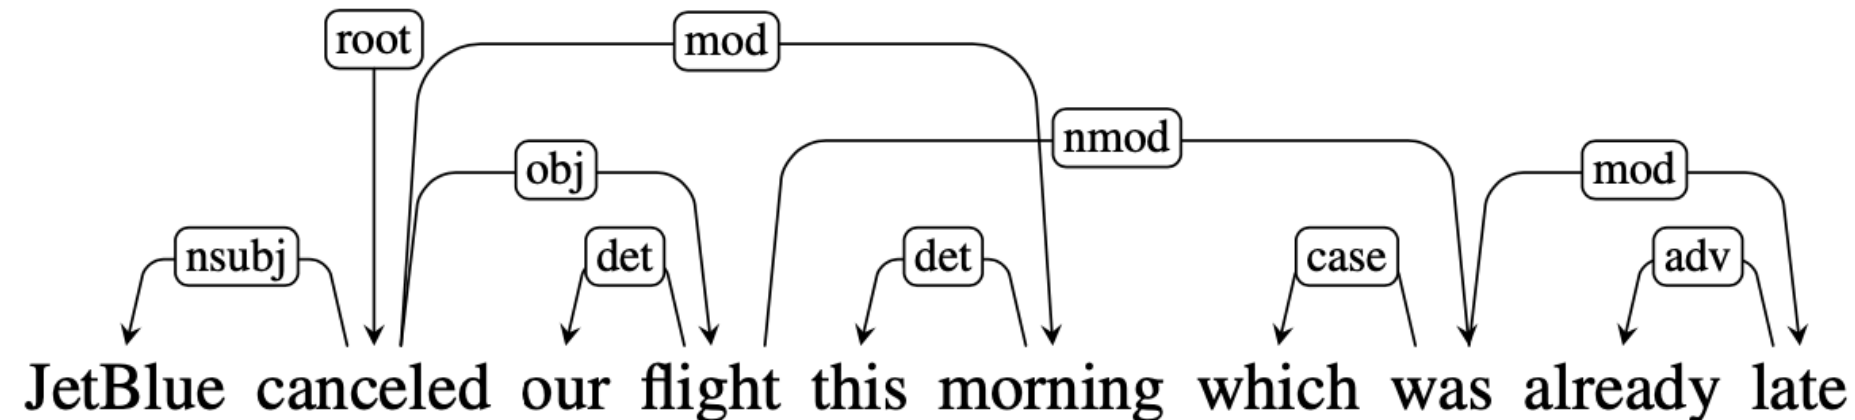 root mod
nmod
obj mod
nsubj det det case adv
JetBlue canceled our flight this morning which was already late